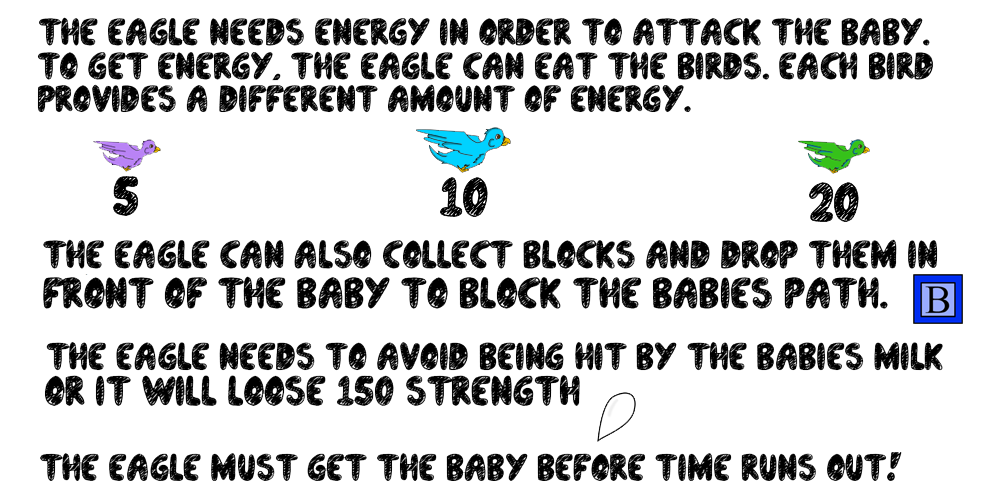 THE EAGLE NEEDS ENERGY IN ORDER TO ATTACK THE BABY.
TO GET ENERGY, THE EAGLE CAN EAT THE BIRDS. EACH BIRD
PROVIDES A DIFFERENT AMOUNT OF ENERGY.
5 10 20
THE EAGLE CAN ALSO COLLECT BLOCKS AND DROP THEM IN
FRONT OF THE BABY TO BLOCK THE BABIES PATH.
B
THE EAGLE NEEDS TO AVOID BEING HIT BY THE BABIES MILK
OR IT WILL LOOSE 150 STRENGTH
THE EAGLE MUST GET THE BABY BEFORE TIME RUNS OUT!